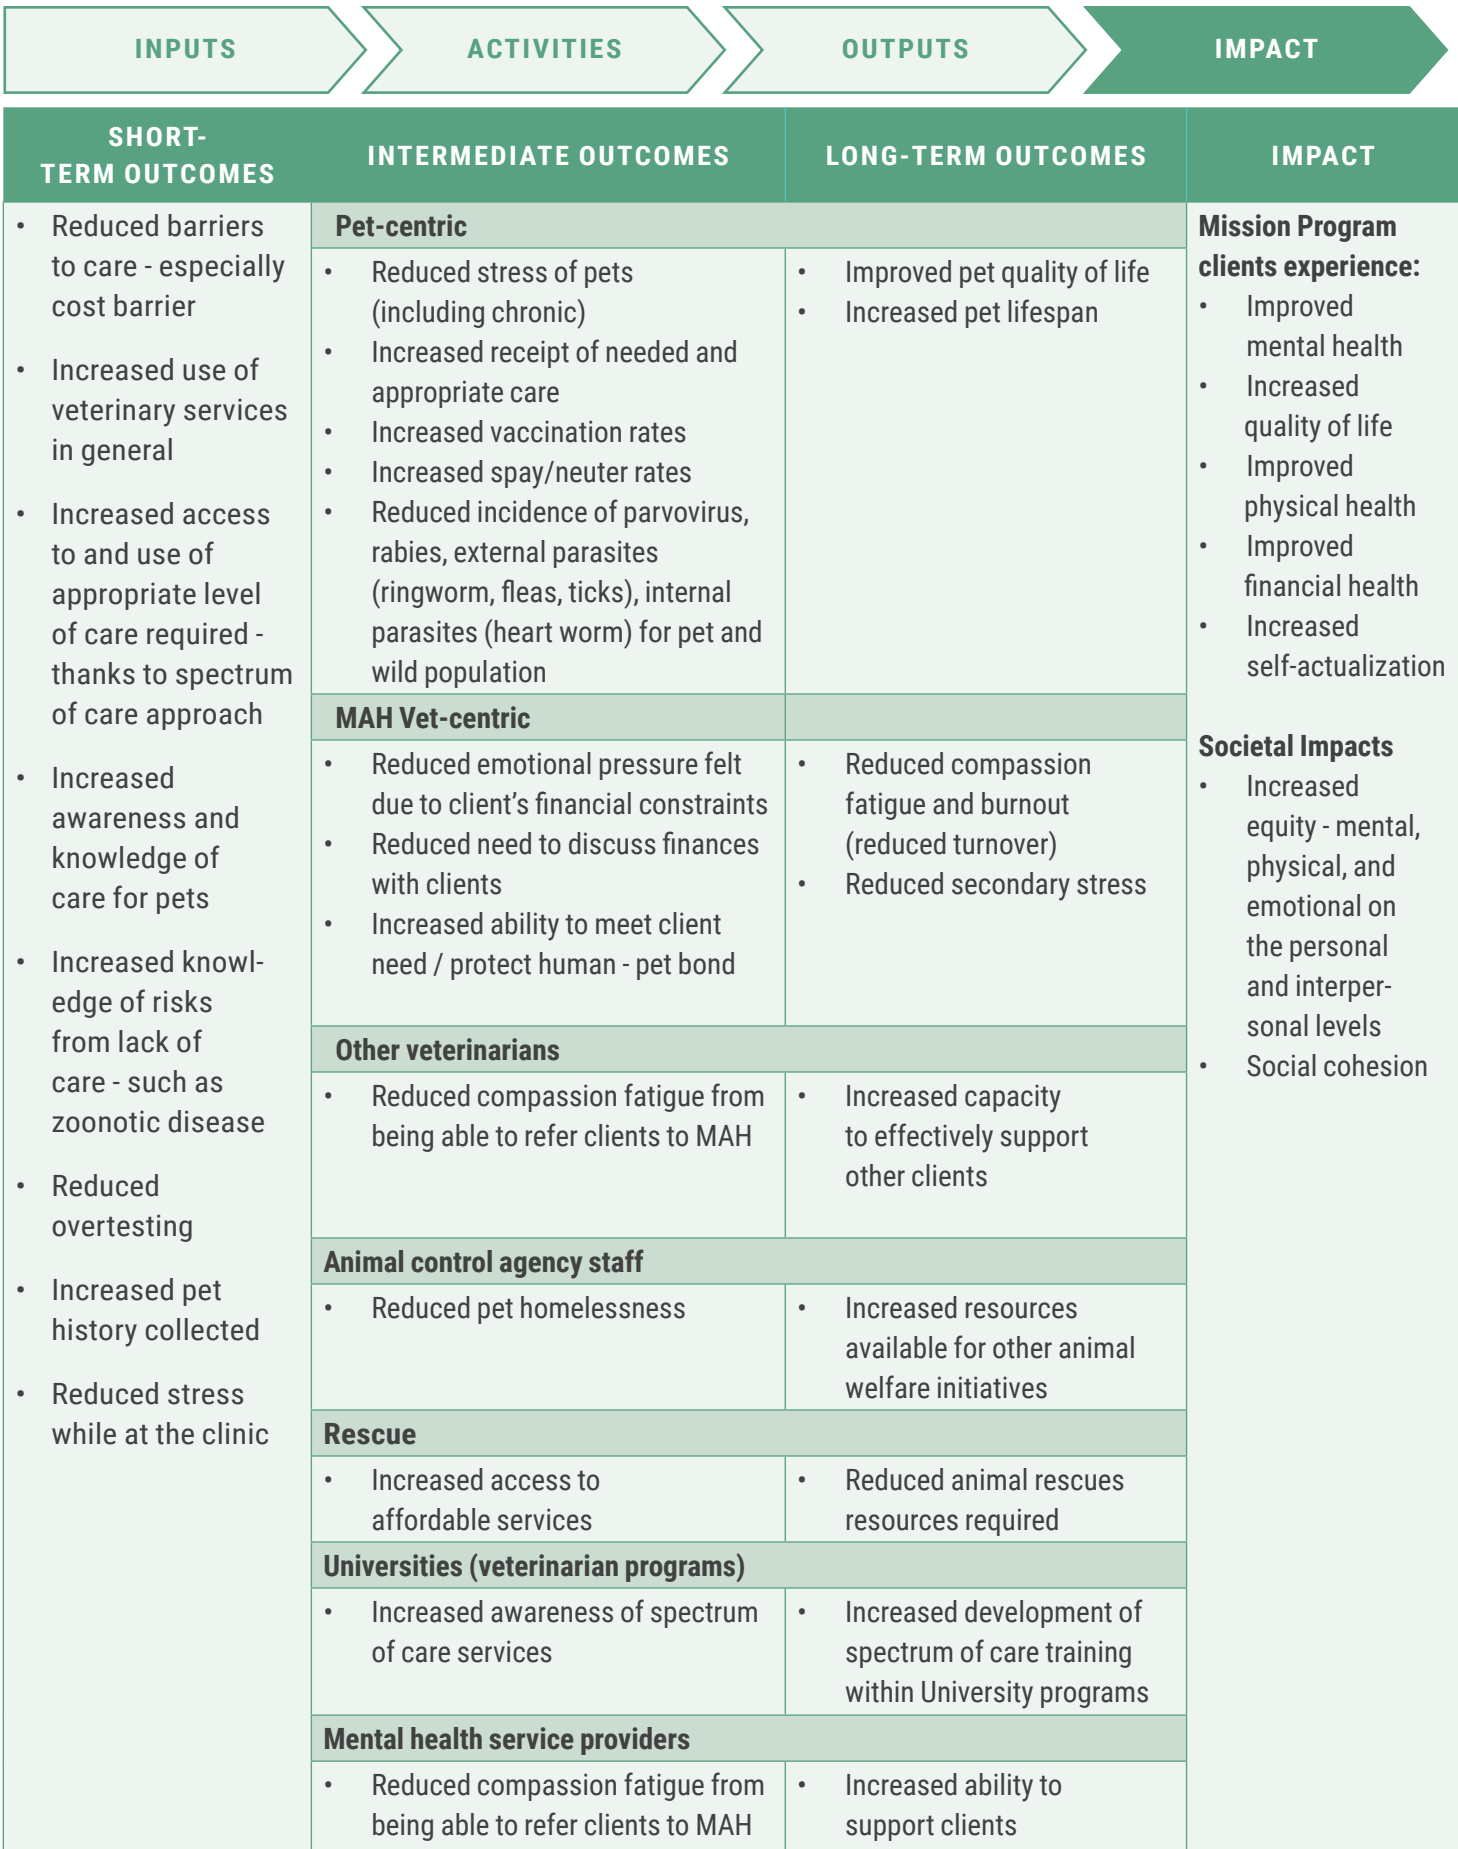 INPUTS
ACTIVITIES
OUTPUTS
IMPACT
SHORT-
TERM OUTCOMES
INTERMEDIATE OUTCOMES
LONG-TERM OUTCOMES
IMPACT
• Reduced barriers
to care - especially
cost barrier
• Increased use of
veterinary services
in general
• Increased access
to and use of
appropriate level
of care required -
thanks to spectrum
of care approach
• Increased
awareness and
knowledge of
care for pets
• Increased knowl-
edge of risks
from lack of
care - such as
zoonotic disease
• Reduced
overtesting
• Increased pet
history collected
• Reduced stress
while at the clinic
Pet-centric
• Reduced stress of pets
(including chronic)
• Increased receipt of needed and
appropriate care
• Increased vaccination rates
• Increased spay/neuter rates
• Reduced incidence of parvovirus,
rabies, external parasites
(ringworm, fleas, ticks), internal
parasites (heart worm) for pet and
wild population
• Improved pet quality of life
• Increased pet lifespan
MAH Vet-centric
• Reduced emotional pressure felt
due to client’s financial constraints
• Reduced need to discuss finances
with clients
• Increased ability to meet client
need / protect human - pet bond
• Reduced compassion
fatigue and burnout
(reduced turnover)
• Reduced secondary stress
Other veterinarians
• Reduced compassion fatigue from
being able to refer clients to MAH
• Increased capacity
to effectively support
other clients
Animal control agency staff
• Reduced pet homelessness
• Increased resources
available for other animal
welfare initiatives
Rescue
• Increased access to
affordable services
• Reduced animal rescues
resources required
Universities (veterinarian programs)
• Increased awareness of spectrum
of care services
• Increased development of
spectrum of care training
within University programs
Mental health service providers
• Reduced compassion fatigue from
being able to refer clients to MAH
• Increased ability to
support clients
Mission Program
clients experience:
• Improved
mental health
• Increased
quality of life
• Improved
physical health
• Improved
financial health
• Increased
self-actualization
Societal Impacts
• Increased
equity - mental,
physical, and
emotional on
the personal
and interper-
sonal levels
• Social cohesion